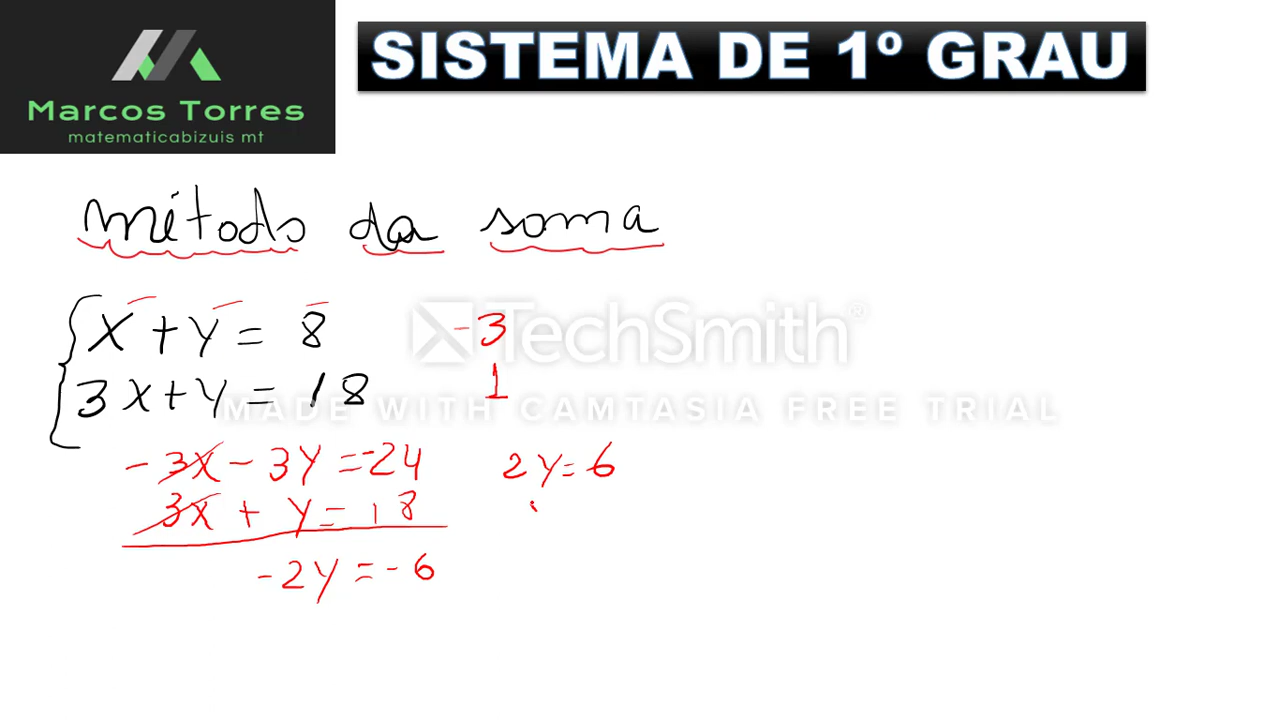 SISTEMA DE 1º GRAU
Marcos Torres
matematicabizuis mt
método da soma
x + y = 8 -3
3x + y = 18 1
TechSmith®
MADE WITH CAMTASIA FREE TRIAL
-3x - 3y = -24 2y = 6
3x + y = 18
-2y = -6